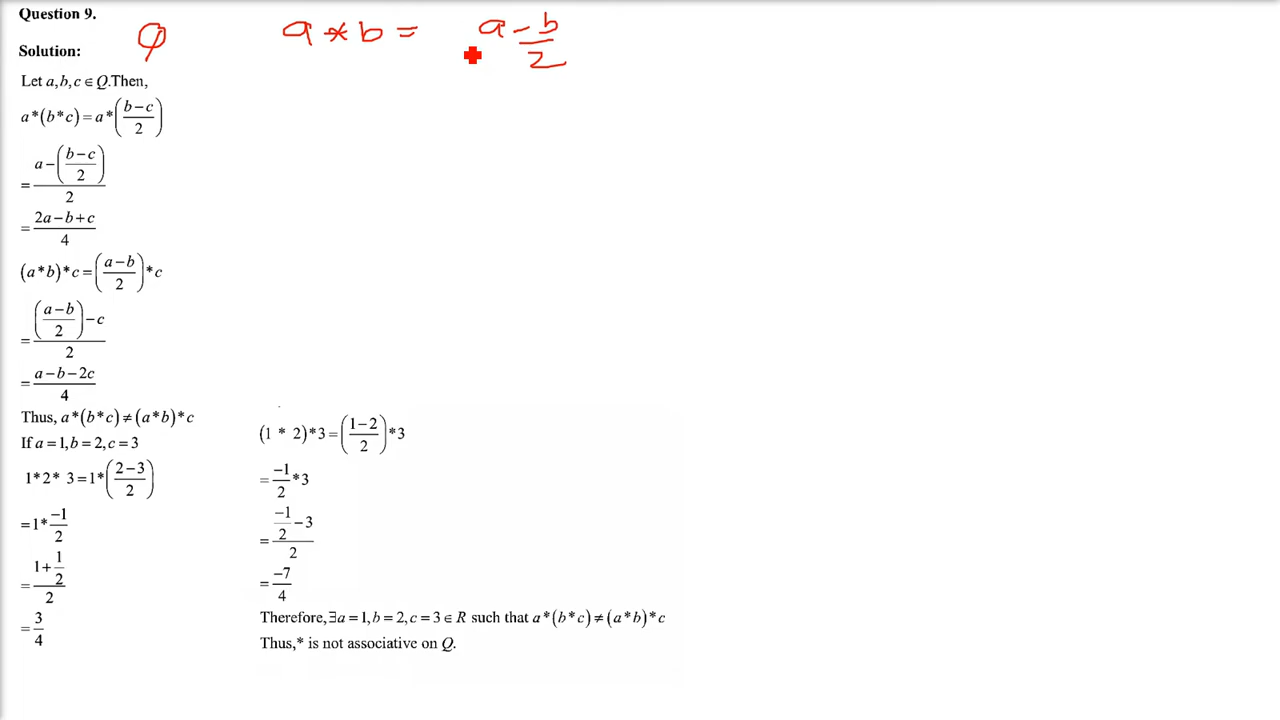 Question 9.
Q a * b = a - b/2
Solution:
Let a, b, c ∈ Q.Then,
a*(b*c) = a*((b-c)/2)
= (a-((b-c)/2))/2
= (2a-b+c)/4
(a*b)*c = ((a-b)/2)*c
= (((a-b)/2)-c)/2
= (a-b-2c)/4
Thus, a*(b*c) ≠ (a*b)*c
If a = 1, b = 2, c = 3
1*2* 3 = 1*((2-3)/2)
= 1*(-1/2)
= (1+1/2)/2
= 3/4
(1 * 2)*3 = ((1-2)/2)*3
= -1/2 *3
= (-1/2 -3)/2
= -7/4
Therefore, ∃a = 1, b = 2, c = 3 ∈ R such that a*(b*c) ≠ (a*b)*c
Thus,* is not associative on Q.